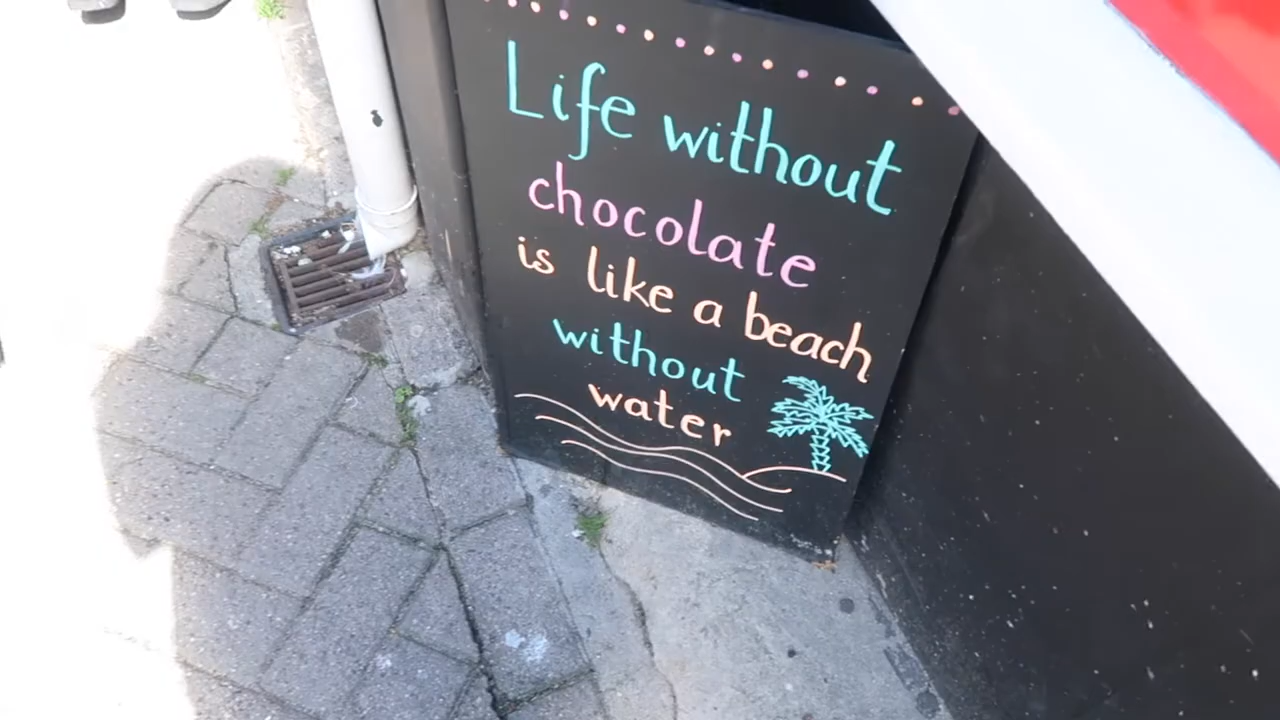 Life without
chocolate
is like a beach
without
water